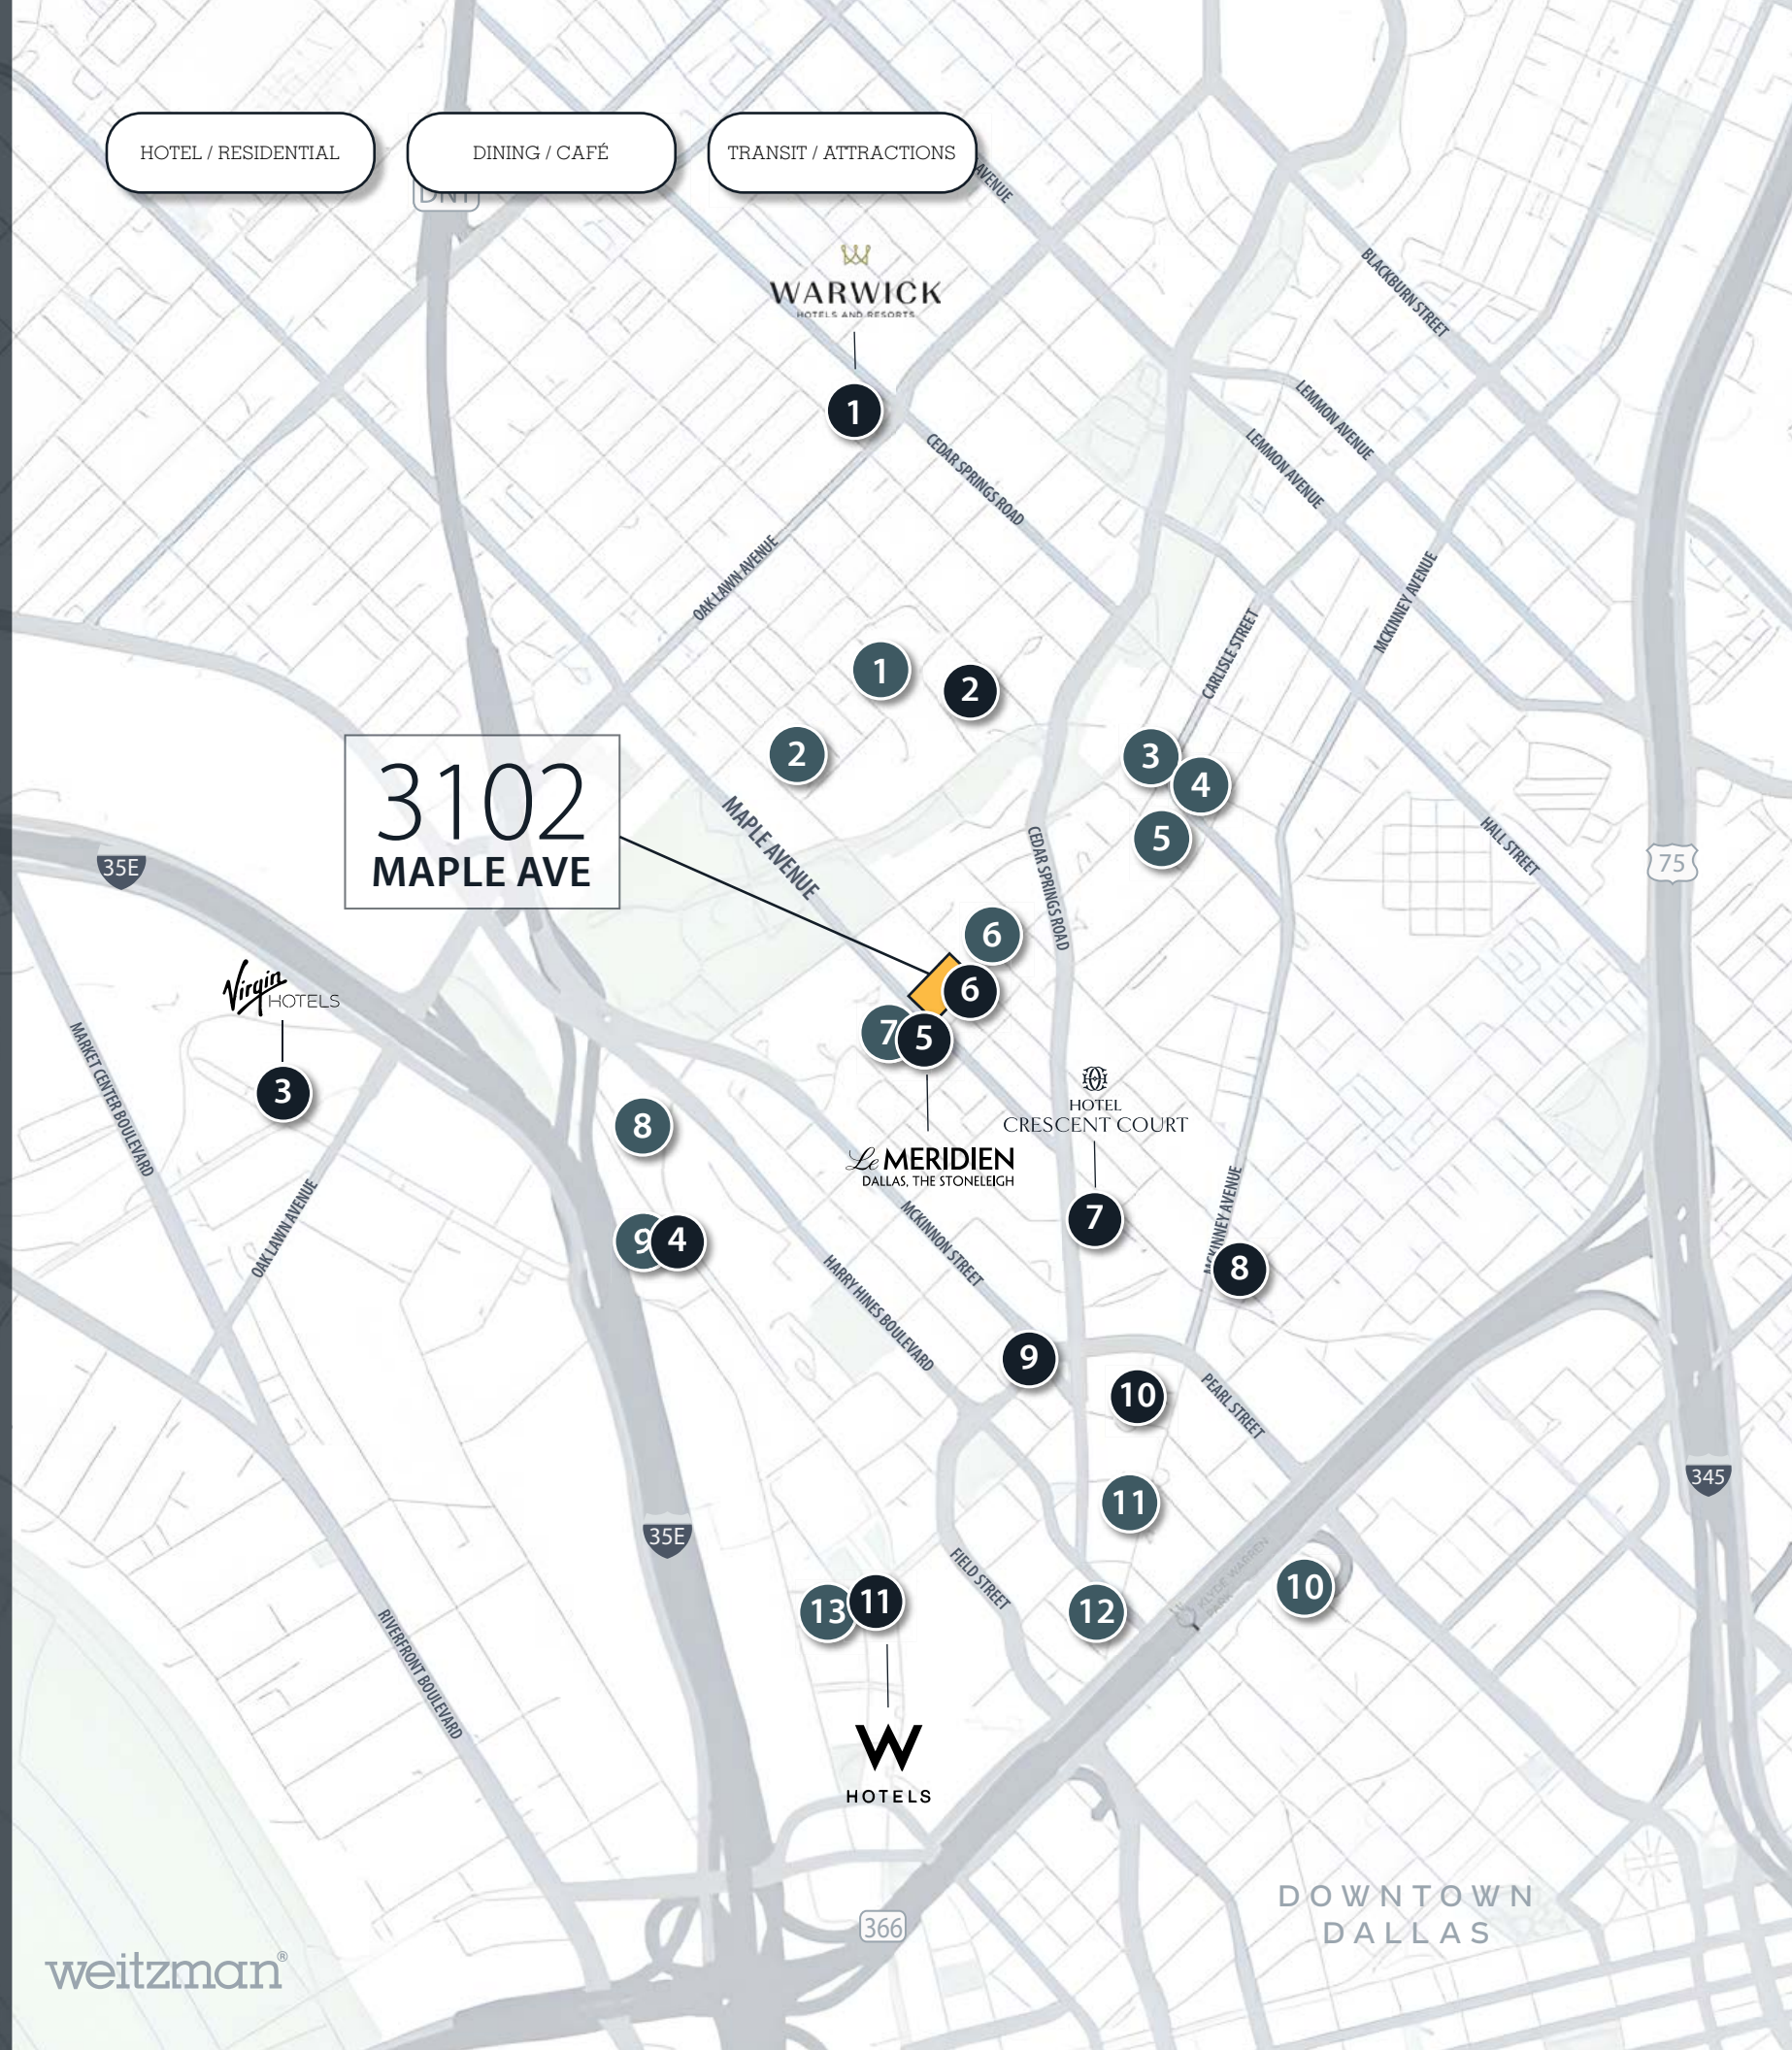 HOTEL / RESIDENTIAL
DINING / CAFÉ
TRANSIT / ATTRACTIONS
AVENUE
WARWICK
HOTELS AND RESORTS
BLACKBURN STREET
1
LEMMON AVENUE
LEMMON AVENUE
CEDAR SPRINGS ROAD
OAK LAWN AVENUE
MCKINNEY AVENUE
CARLISLE STREET
1
2
2
3
4
5
3102
MAPLE AVE
MAPLE AVENUE
CEDAR SPRINGS ROAD
HALL STREET
35E
75
6
6
7
5
Virgin
HOTELS
3
MARKET CENTER BOULEVARD
OAK LAWN AVENUE
8
9
4
HOTEL
CRESCENT COURT
7
Le MERIDIEN
DALLAS, THE STONELEIGH
MCKINNON STREET
MCKINNEY AVENUE
8
HARRY HINES BOULEVARD
9
10
PEARL STREET
345
11
35E
FIELD STREET
KLYDE WARREN
PARK
10
12
13
11
RIVERFRONT BOULEVARD
W
HOTELS
366
DOWNTOWN
DALLAS
weitzman®